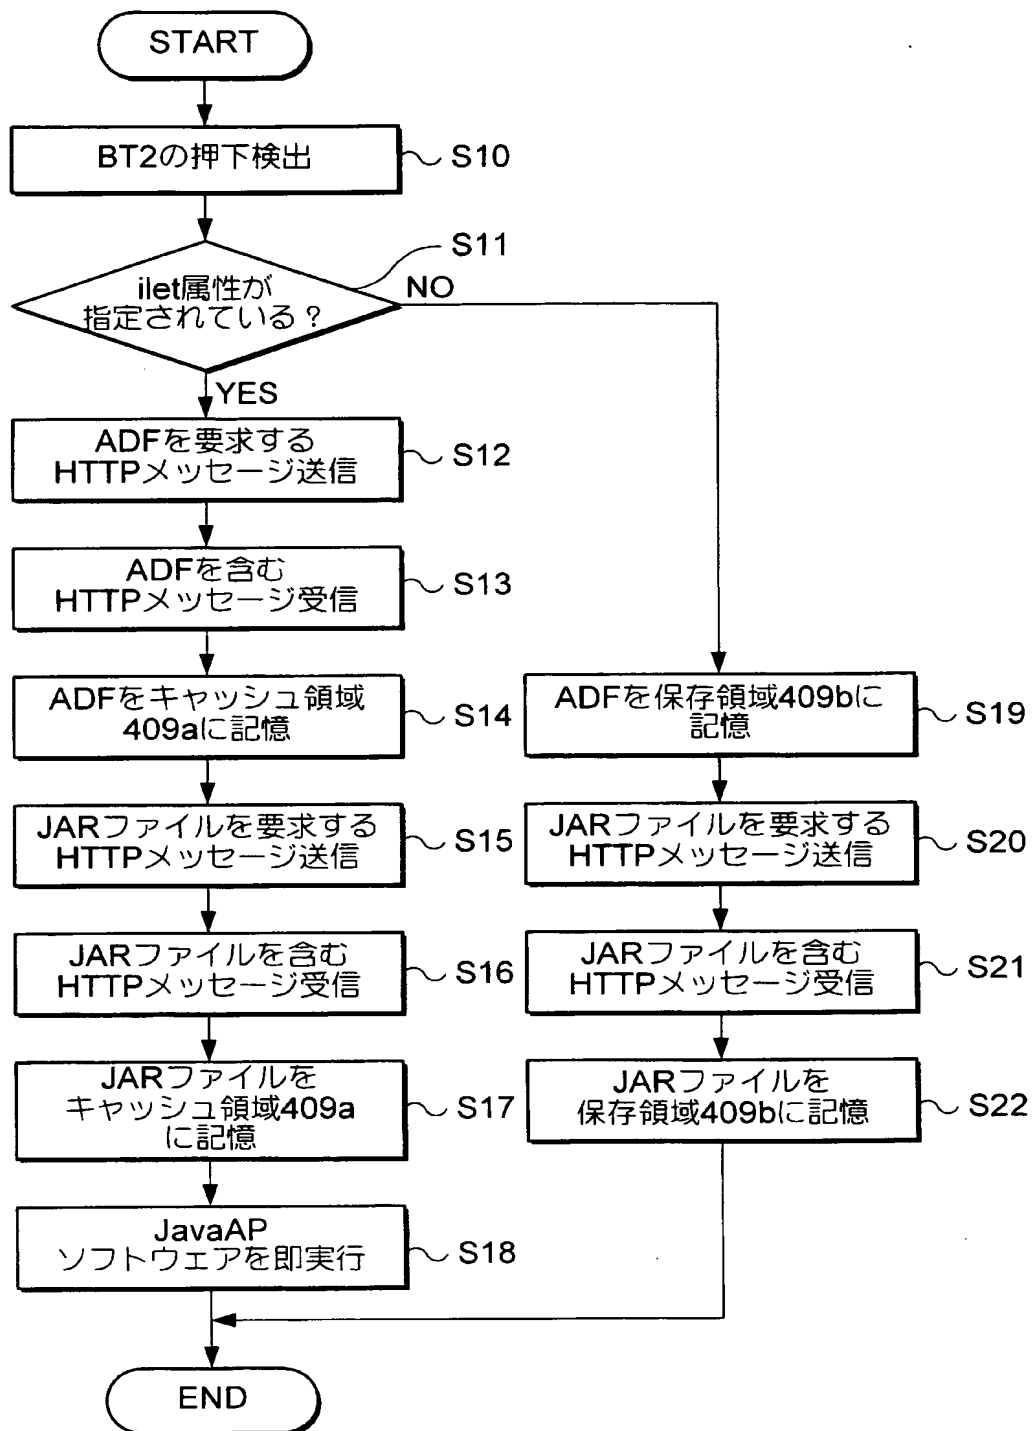 START
BT2の押下検出
S10
ilet属性が
指定されている？
S11
NO
YES
ADFを要求する
HTTPメッセージ送信
S12
ADFを含む
HTTPメッセージ受信
S13
ADFをキャッシュ領域
409aに記憶
S14
JARファイルを要求する
HTTPメッセージ送信
S15
JARファイルを含む
HTTPメッセージ受信
S16
JARファイルを
キャッシュ領域409a
に記憶
S17
JavaAP
ソフトウェアを即実行
S18
ADFを保存領域409bに
記憶
S19
JARファイルを要求する
HTTPメッセージ送信
S20
JARファイルを含む
HTTPメッセージ受信
S21
JARファイルを
保存領域409bに記憶
S22
END